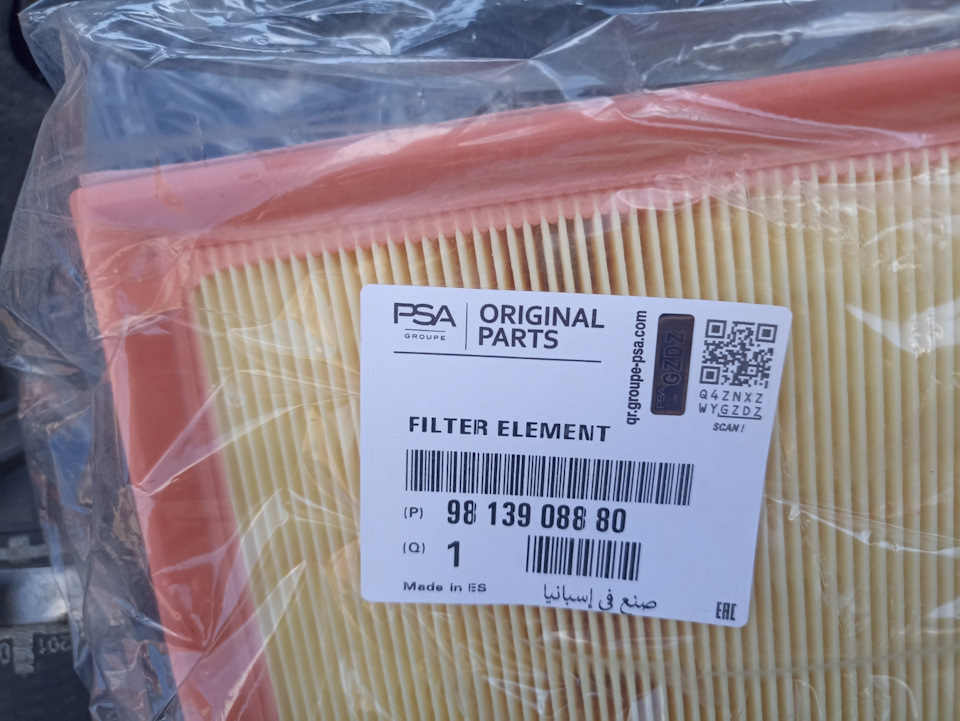 PSA
GROUPE
ORIGINAL
PARTS
qr.groupe-psa.com
GZDZ
Q4ZNXZ
WYGZDZ
SCAN!
FILTER ELEMENT
(P) 98 139 088 80
(Q) 1
Made in ES
صنع في إسبانيا
EAC